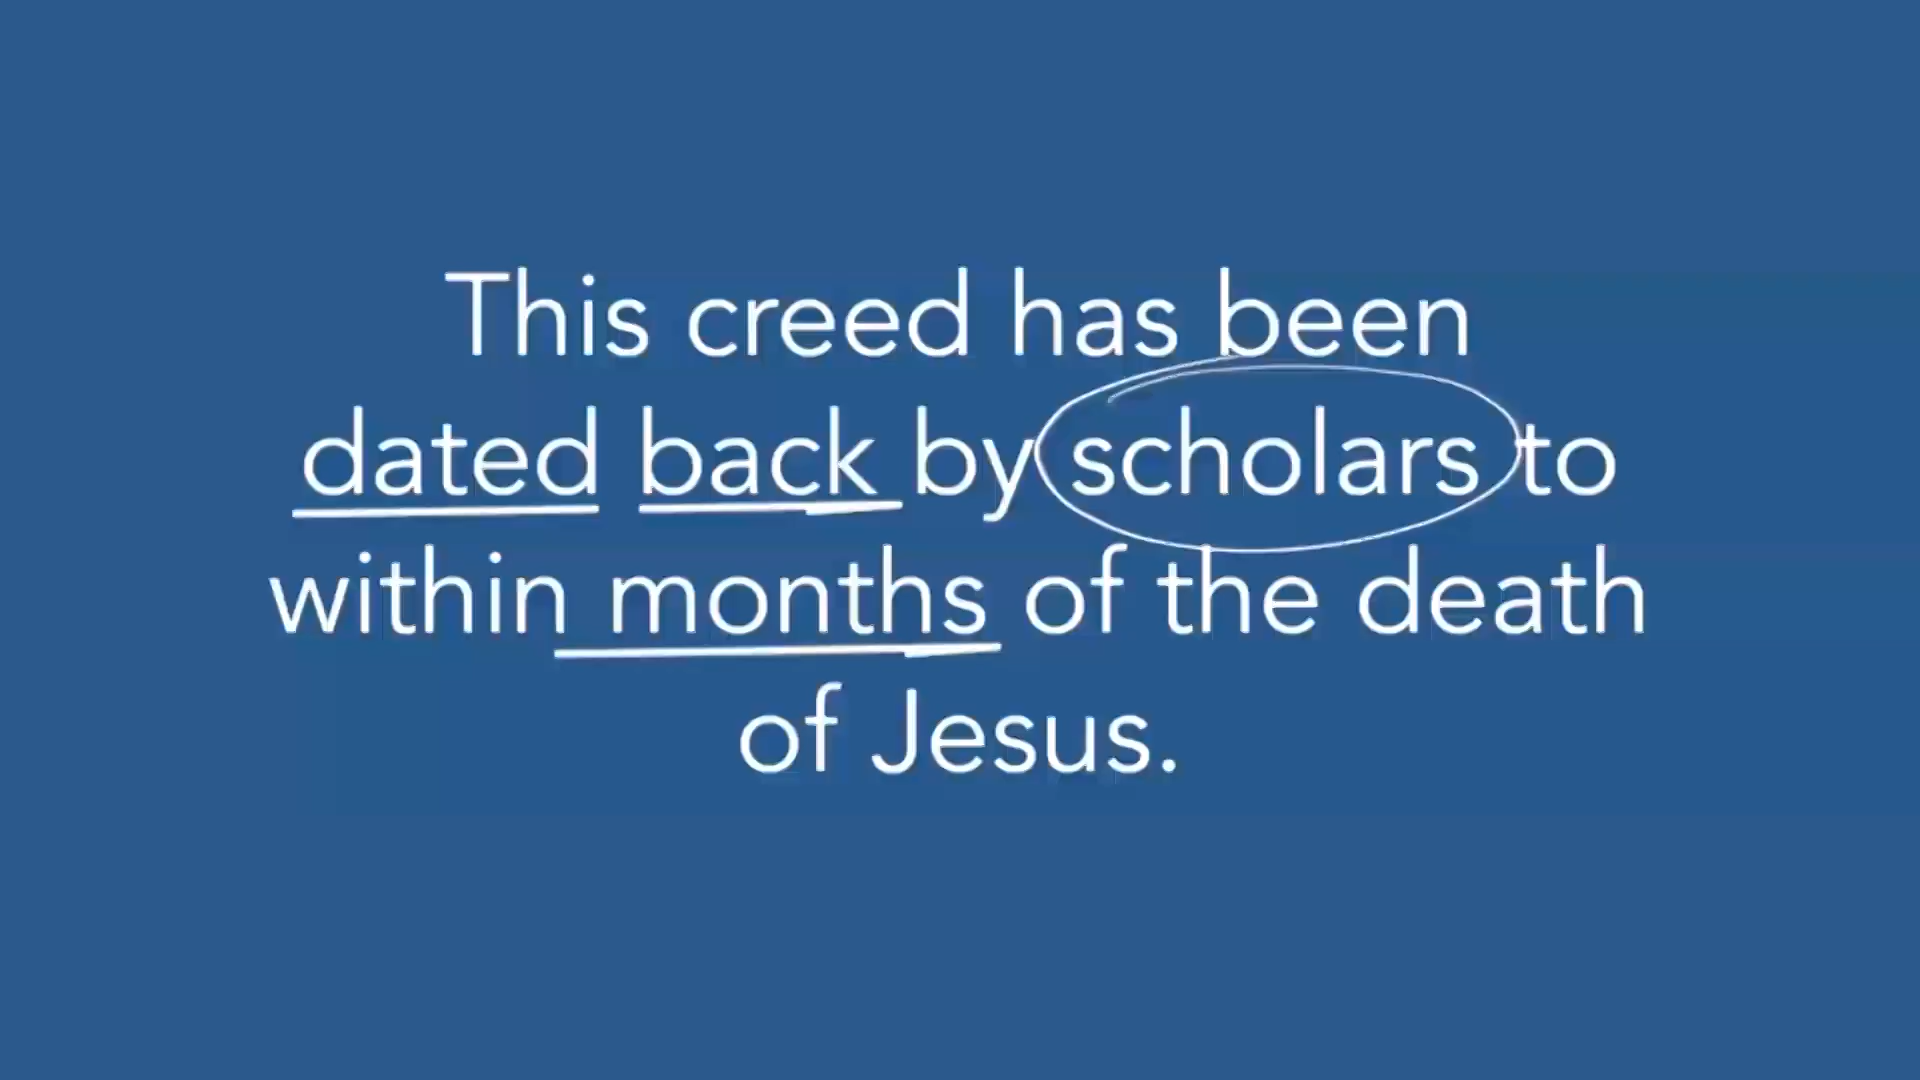 This creed has been
dated back by scholars to
within months of the death
of Jesus.